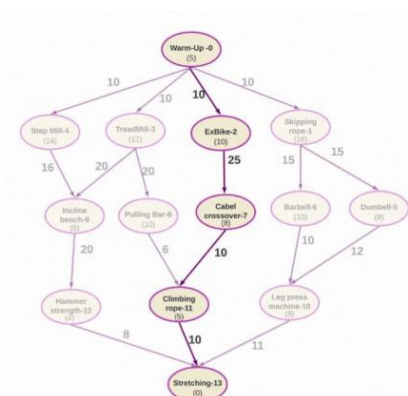 Warm-Up -0
(5)
10
10
10
10
Step Mill-4
(14)
TreadMill-3
(12)
ExBike-2
(10)
Skipping
rope-1
(16)
16
20
20
25
15
15
Incline
bench-9
(8)
Pulling Bar-8
(10)
Cabel
crossover-7
(8)
Barbell-6
(10)
Dumbell-5
(9)
20
6
10
10
12
Hammer
strength-12
(4)
Climbing
rope-11
(5)
Leg press
machine-10
(8)
8
10
11
Stretching-13
(0)